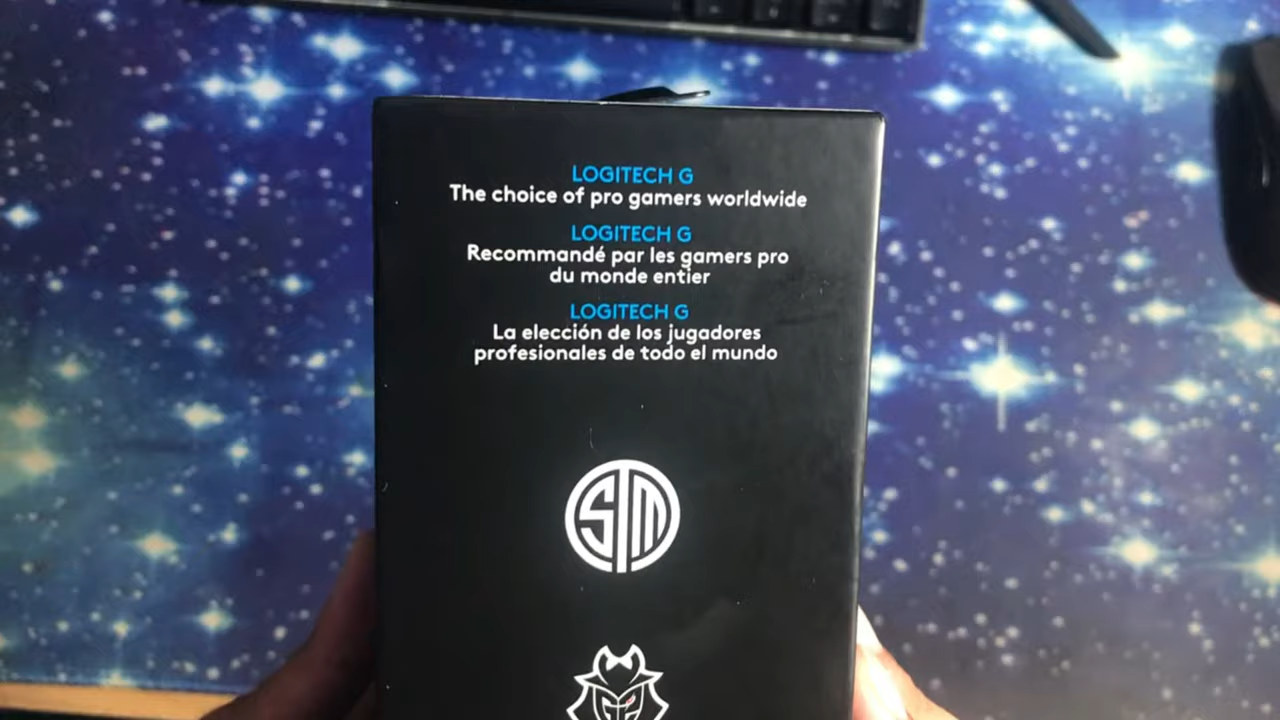 LOGITECH G
The choice of pro gamers worldwide
LOGITECH G
Recommandé par les gamers pro
du monde entier
LOGITECH G
La elección de los jugadores
profesionales de todo el mundo
TSM